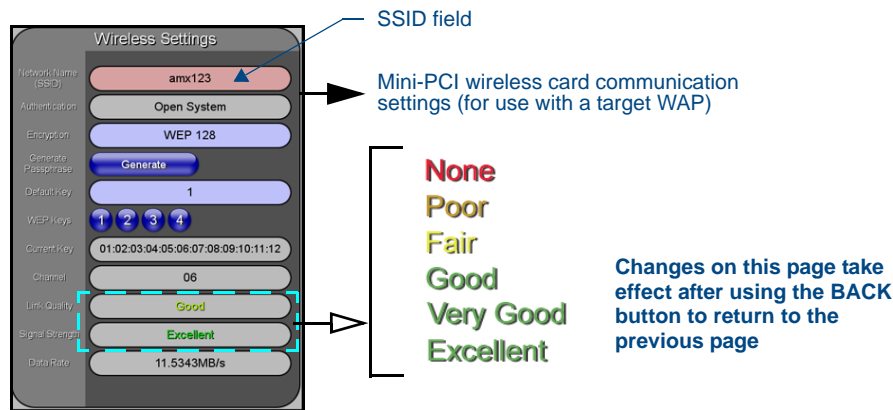 SSID field
Wireless Settings
Network Name
(SSID)
amx123
Mini-PCI wireless card communication
settings (for use with a target WAP)
Authentication
Open System
Encryption
WEP 128
Generate
Passphrase
Generate
Default Key
1
WEP Keys
1 2 3 4
Current Key
01:02:03:04:05:06:07:08:09:10:11:12
Channel
06
Link Quality
Good
Signal Strength
Excellent
Data Rate
11.5343MB/s
None
Poor
Fair
Good
Very Good
Excellent
Changes on this page take
effect after using the BACK
button to return to the
previous page